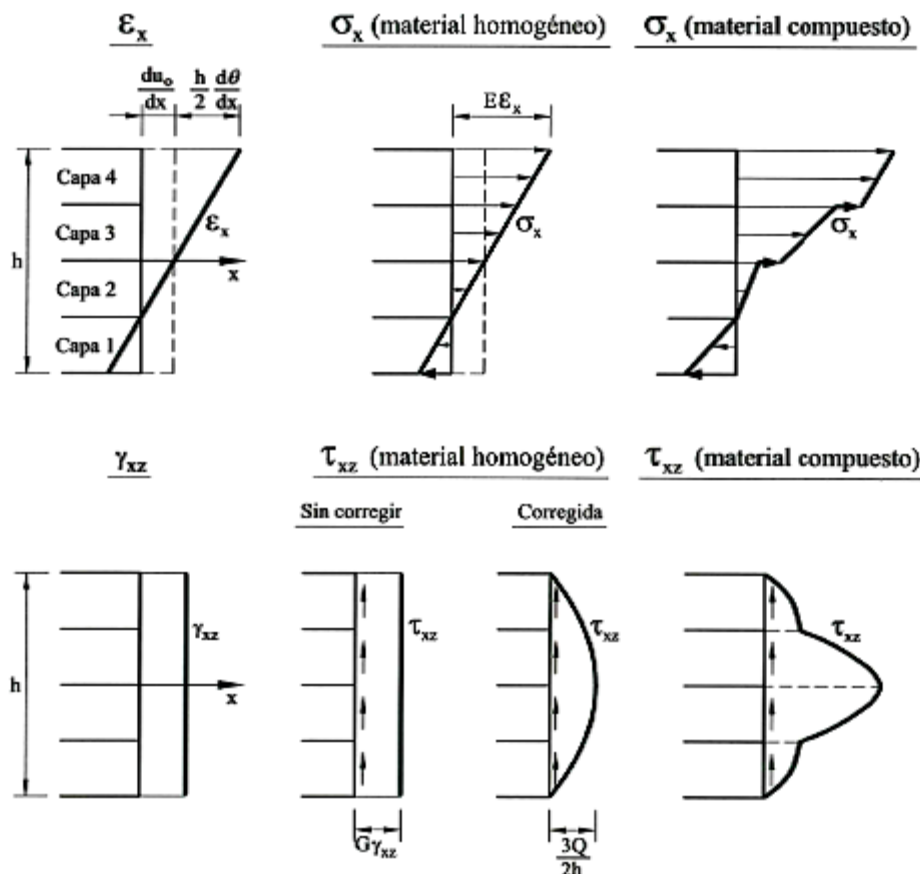 εx
σx (material homogéneo)
σx (material compuesto)
duo/dx
h/2 dθ/dx
Eεx
h
Capa 4
Capa 3
Capa 2
Capa 1
εx
x
σx
σx
γxz
τxz (material homogéneo)
τxz (material compuesto)
Sin corregir
Corregida
h
γxz
x
τxz
τxz
τxz
Gγxz
3Q/2h